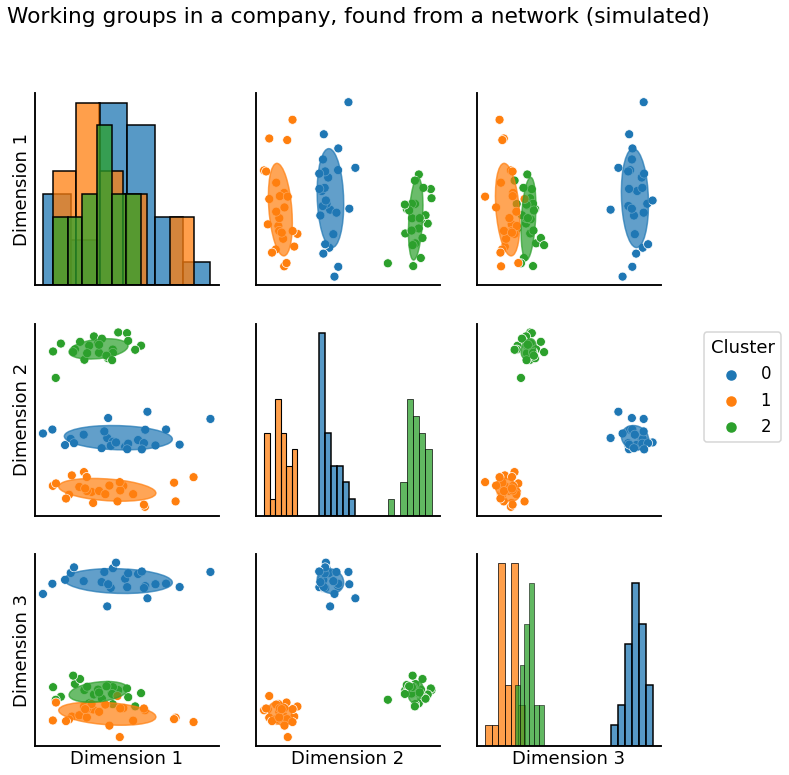 Working groups in a company, found from a network (simulated)
Dimension 1
Dimension 2
Cluster
0
1
2
Dimension 3
Dimension 1
Dimension 2
Dimension 3